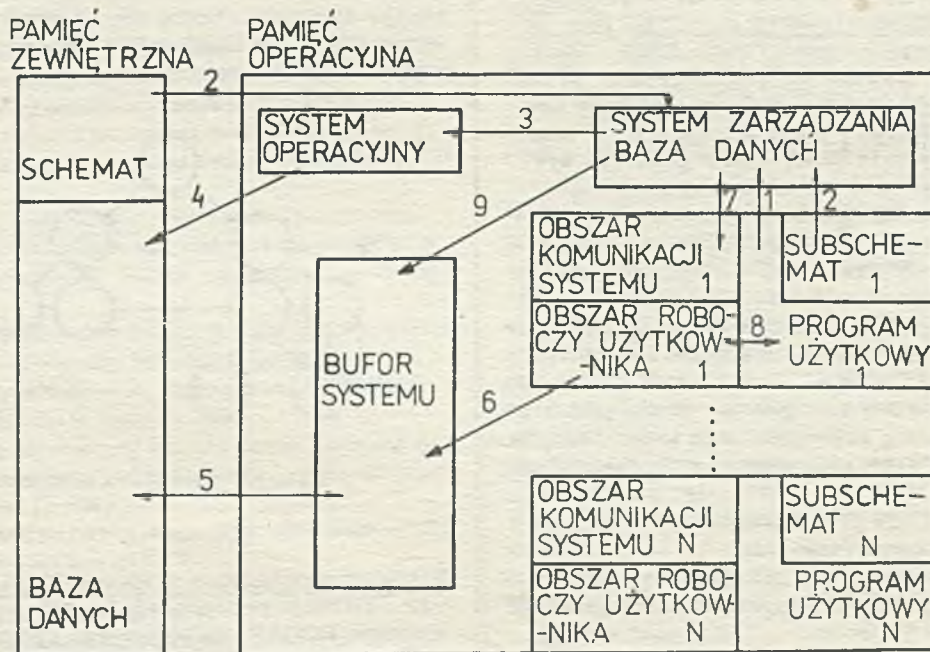 PAMIĘĆ
ZEWNĘTRZNA
PAMIĘĆ
OPERACYJNA
2
SYSTEM
OPERACYJNY
3
SYSTEM ZARZĄDZANIA
BAZA DANYCH
SCHEMAT
4
9
7
1
2
OBSZAR
KOMUNIKACJI
SYSTEMU 1
SUBSCHE-
MAT
1
OBSZAR ROBO-
CZY UŻYTKOW-
-NIKA 1
8
PROGRAM
UŻYTKOWY
1
BUFOR
SYSTEMU
6
5
OBSZAR
KOMUNIKACJI
SYSTEMU N
SUBSCHE-
MAT
N
OBSZAR ROBO-
CZY UŻYTKOW-
-NIKA N
PROGRAM
UŻYTKOWY
N
BAZA
DANYCH